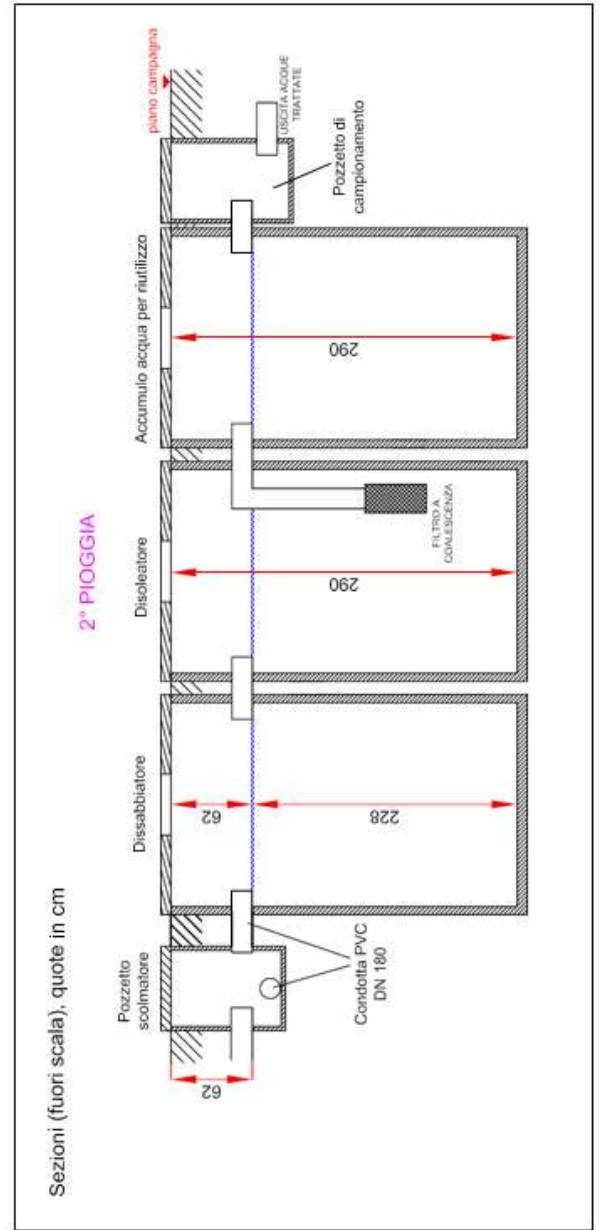 Sezioni (fuori scala), quote in cm
2° PIOGGIA
Pozzetto
scolmatore
Dissabbiatore
Disoleatore
Accumulo acqua per riutilizzo
piano campagna
62
62
228
290
290
Condotta PVC
DN 180
FILTRO A
COALESCENZA
Pozzetto di
campionamento
USCITA ACQUE
TRATTATE